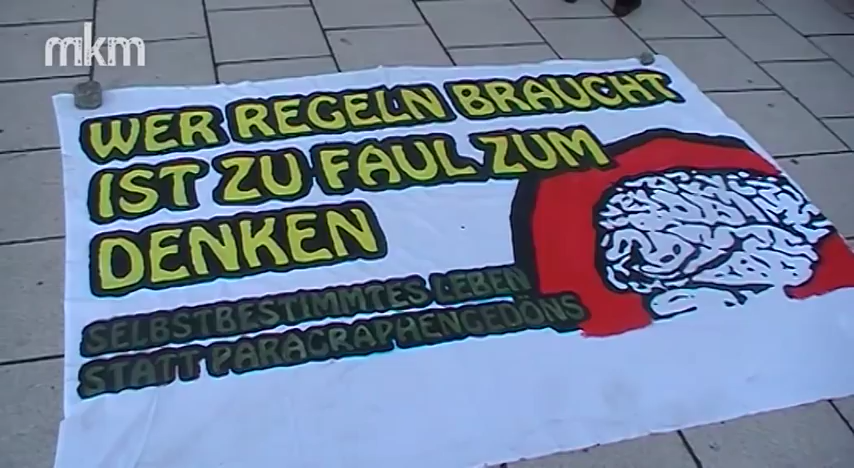 mkm
WER REGELN BRAUCHT
IST ZU FAUL ZUM
DENKEN
SELBSTBESTIMMTES LEBEN
STATT PARAGRAPHENGEDÖNS